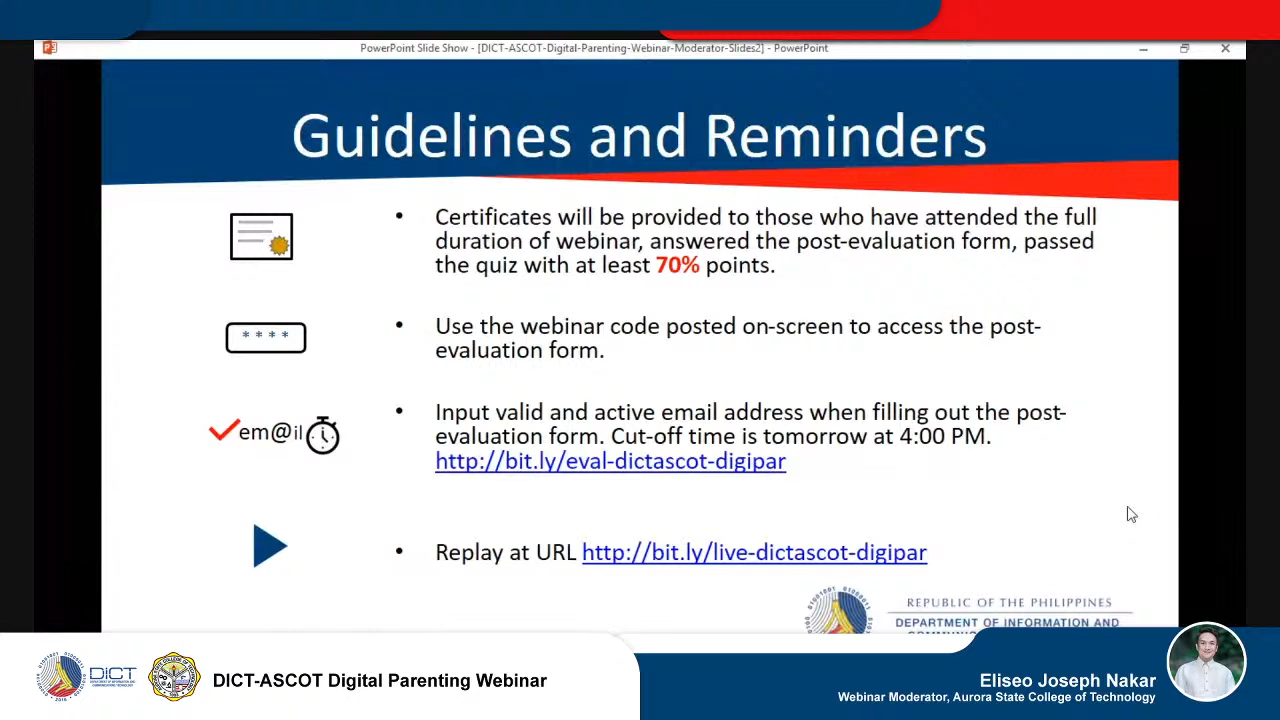 PowerPoint Slide Show - [DICT-ASCOT-Digital-Parenting-Webinar-Moderator-Slides2] - PowerPoint
Guidelines and Reminders
• Certificates will be provided to those who have attended the full
duration of webinar, answered the post-evaluation form, passed
the quiz with at least 70% points.
* * * *
• Use the webinar code posted on-screen to access the post-
evaluation form.
em@il
• Input valid and active email address when filling out the post-
evaluation form. Cut-off time is tomorrow at 4:00 PM.
http://bit.ly/eval-dictascot-digipar
• Replay at URL http://bit.ly/live-dictascot-digipar
REPUBLIC OF THE PHILIPPINES
DEPARTMENT OF INFORMATION AND
DICT
DICT-ASCOT Digital Parenting Webinar
Eliseo Joseph Nakar
Webinar Moderator, Aurora State College of Technology